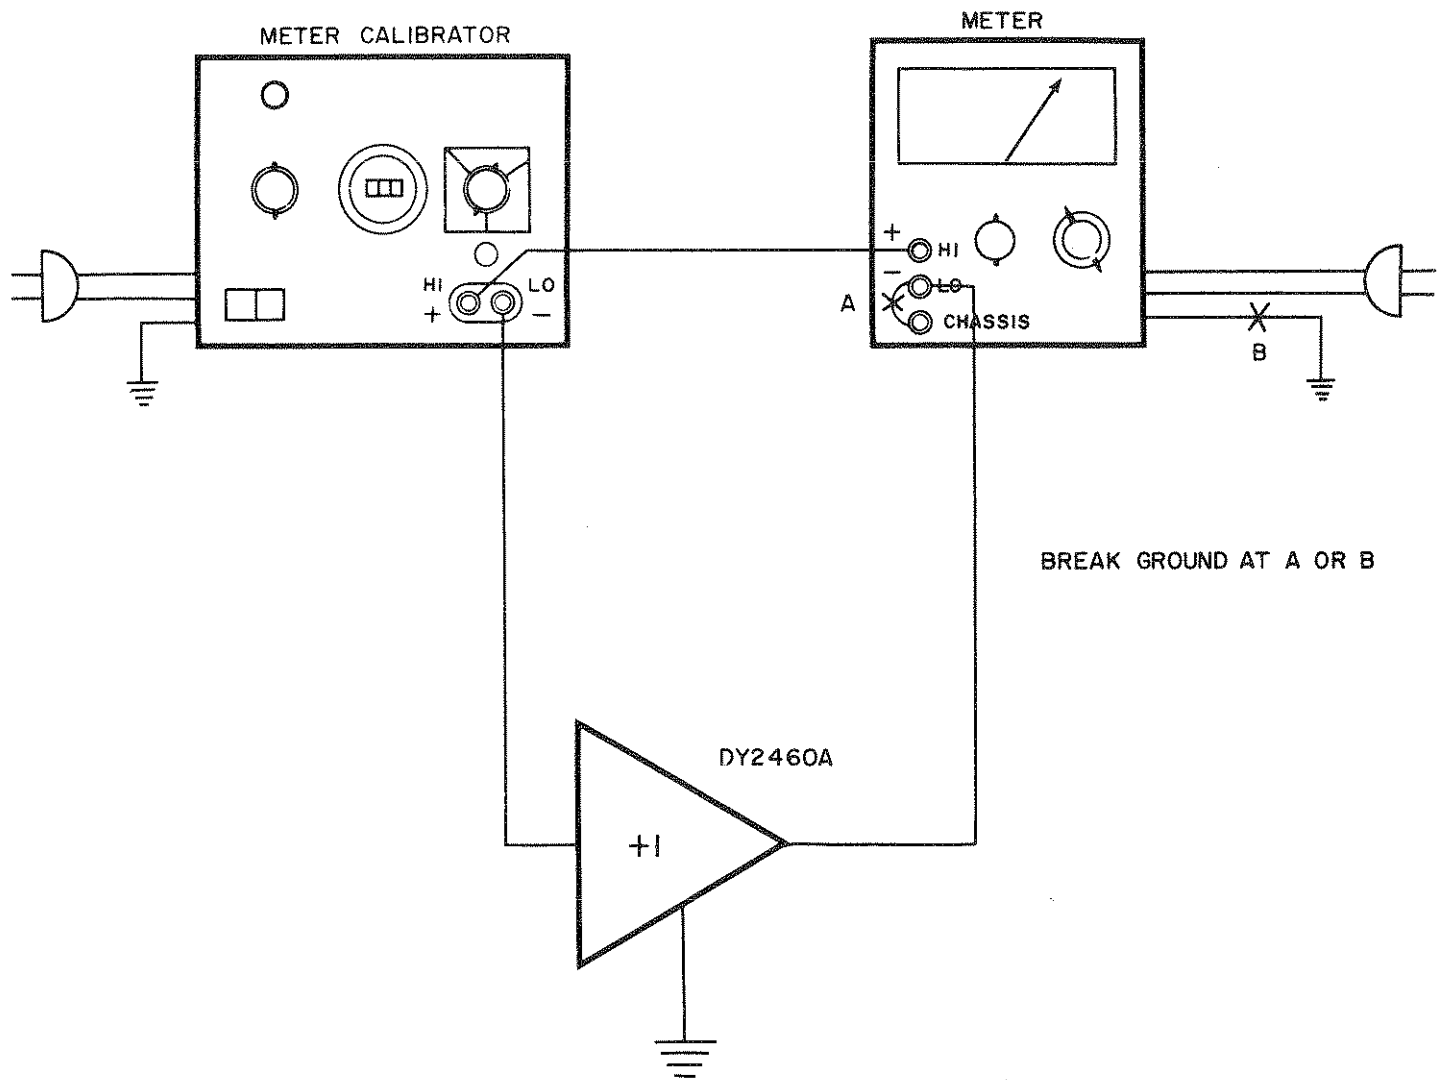 METER CALIBRATOR
METER
+
HI
−
LO
A
CHASSIS
HI
LO
+
−
B
BREAK GROUND AT A OR B
DY2460A
+1